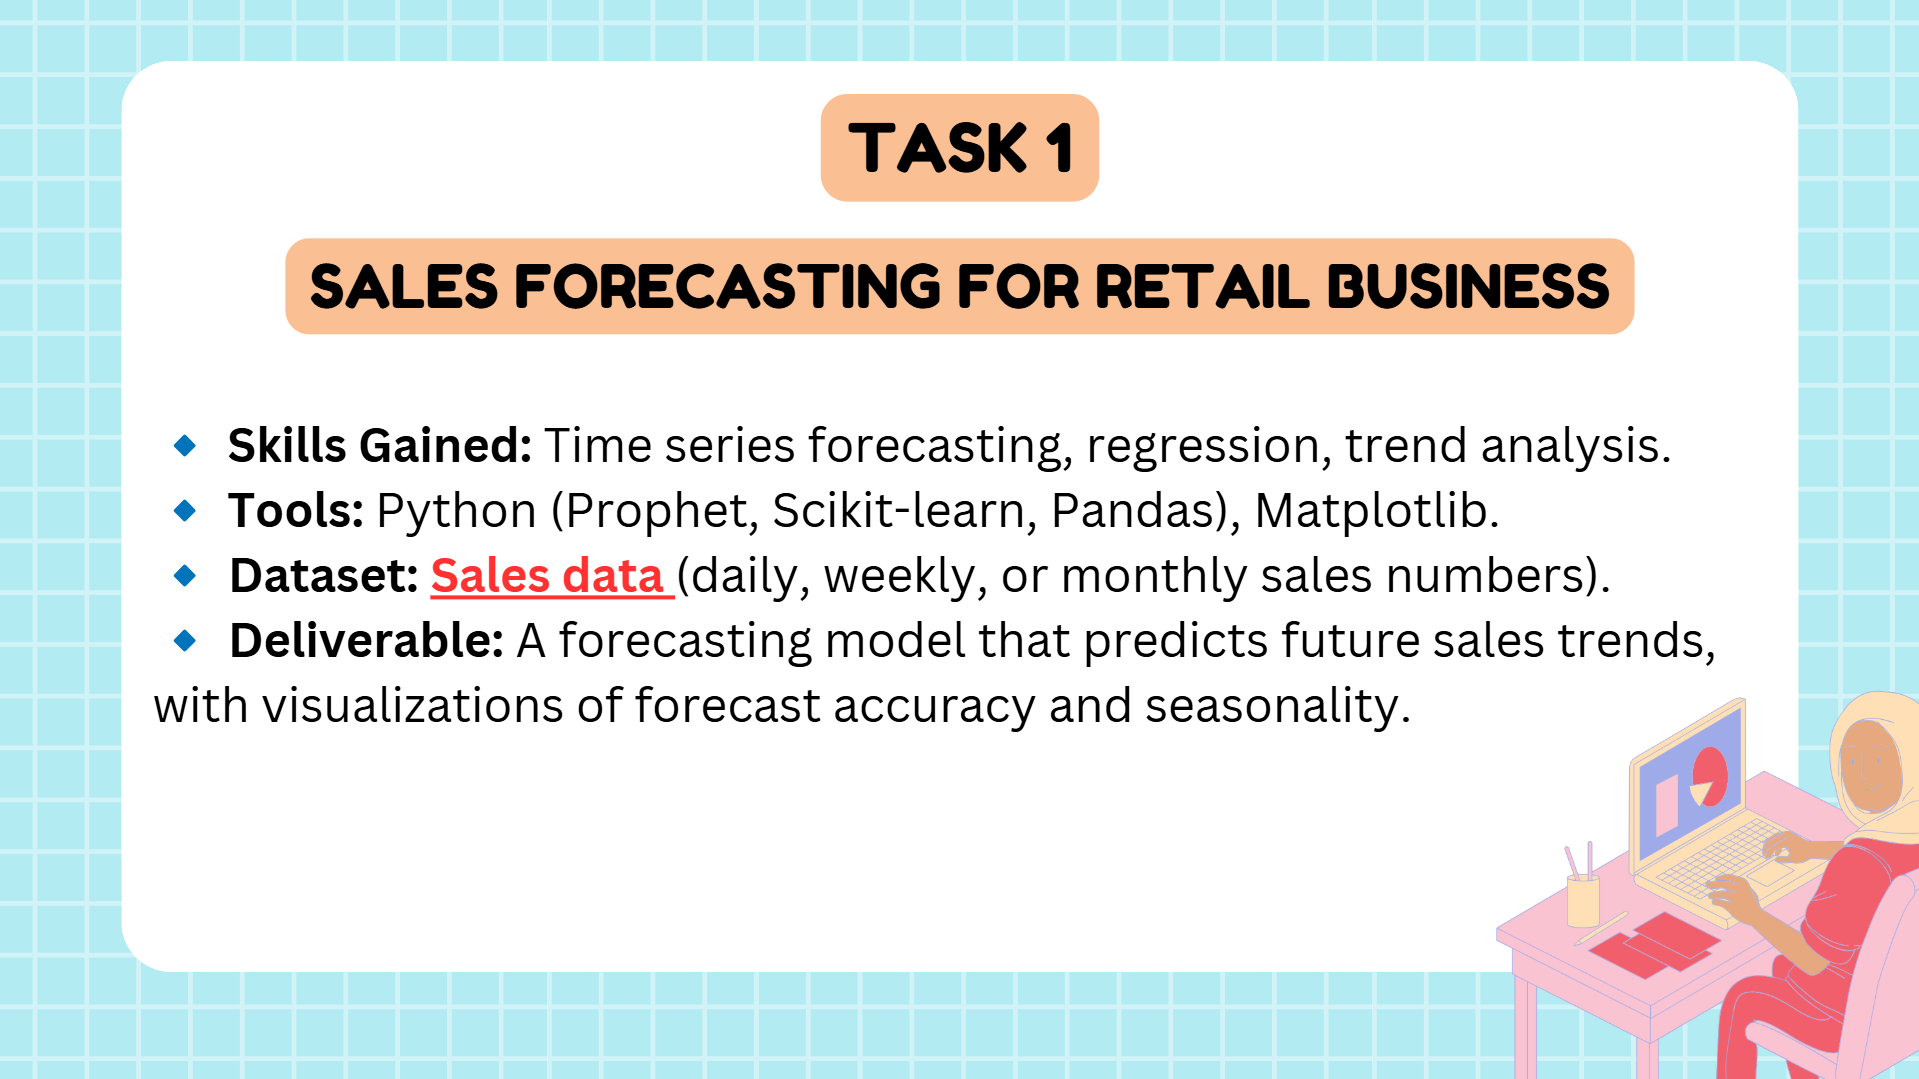 TASK 1
SALES FORECASTING FOR RETAIL BUSINESS
🔹 Skills Gained: Time series forecasting, regression, trend analysis.
🔹 Tools: Python (Prophet, Scikit-learn, Pandas), Matplotlib.
🔹 Dataset: Sales data (daily, weekly, or monthly sales numbers).
🔹 Deliverable: A forecasting model that predicts future sales trends,
with visualizations of forecast accuracy and seasonality.